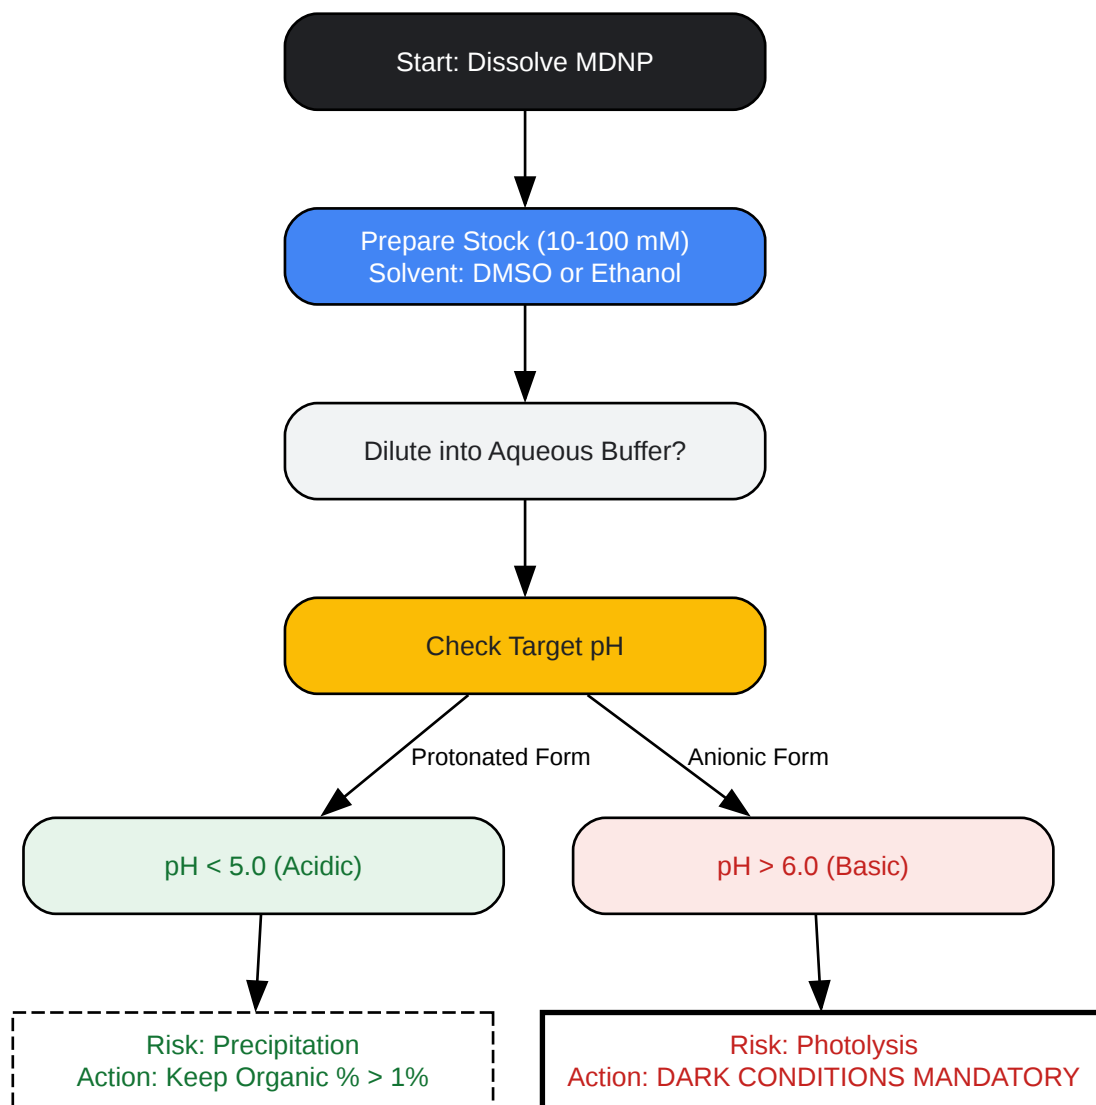 Start: Dissolve MDNP
Prepare Stock (10-100 mM)
Solvent: DMSO or Ethanol
Dilute into Aqueous Buffer?
Check Target pH
Protonated Form
Anionic Form
pH < 5.0 (Acidic)
pH > 6.0 (Basic)
Risk: Precipitation
Action: Keep Organic % > 1%
Risk: Photolysis
Action: DARK CONDITIONS MANDATORY